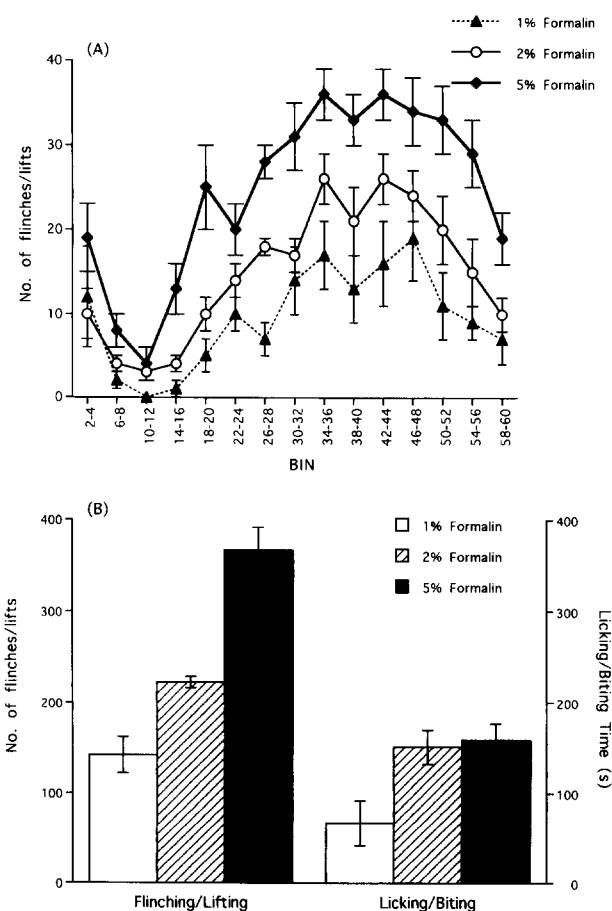 (A)
1% Formalin
2% Formalin
5% Formalin
No. of flinches/lifts
40
30
20
10
0
2-4
6-8
10-12
14-16
18-20
22-24
26-28
30-32
34-36
38-40
42-44
46-48
50-52
54-56
58-60
BIN
(B)
1% Formalin
2% Formalin
5% Formalin
No. of flinches/lifts
400
300
200
100
0
Licking/Biting Time (s)
400
300
200
100
0
Flinching/Lifting
Licking/Biting